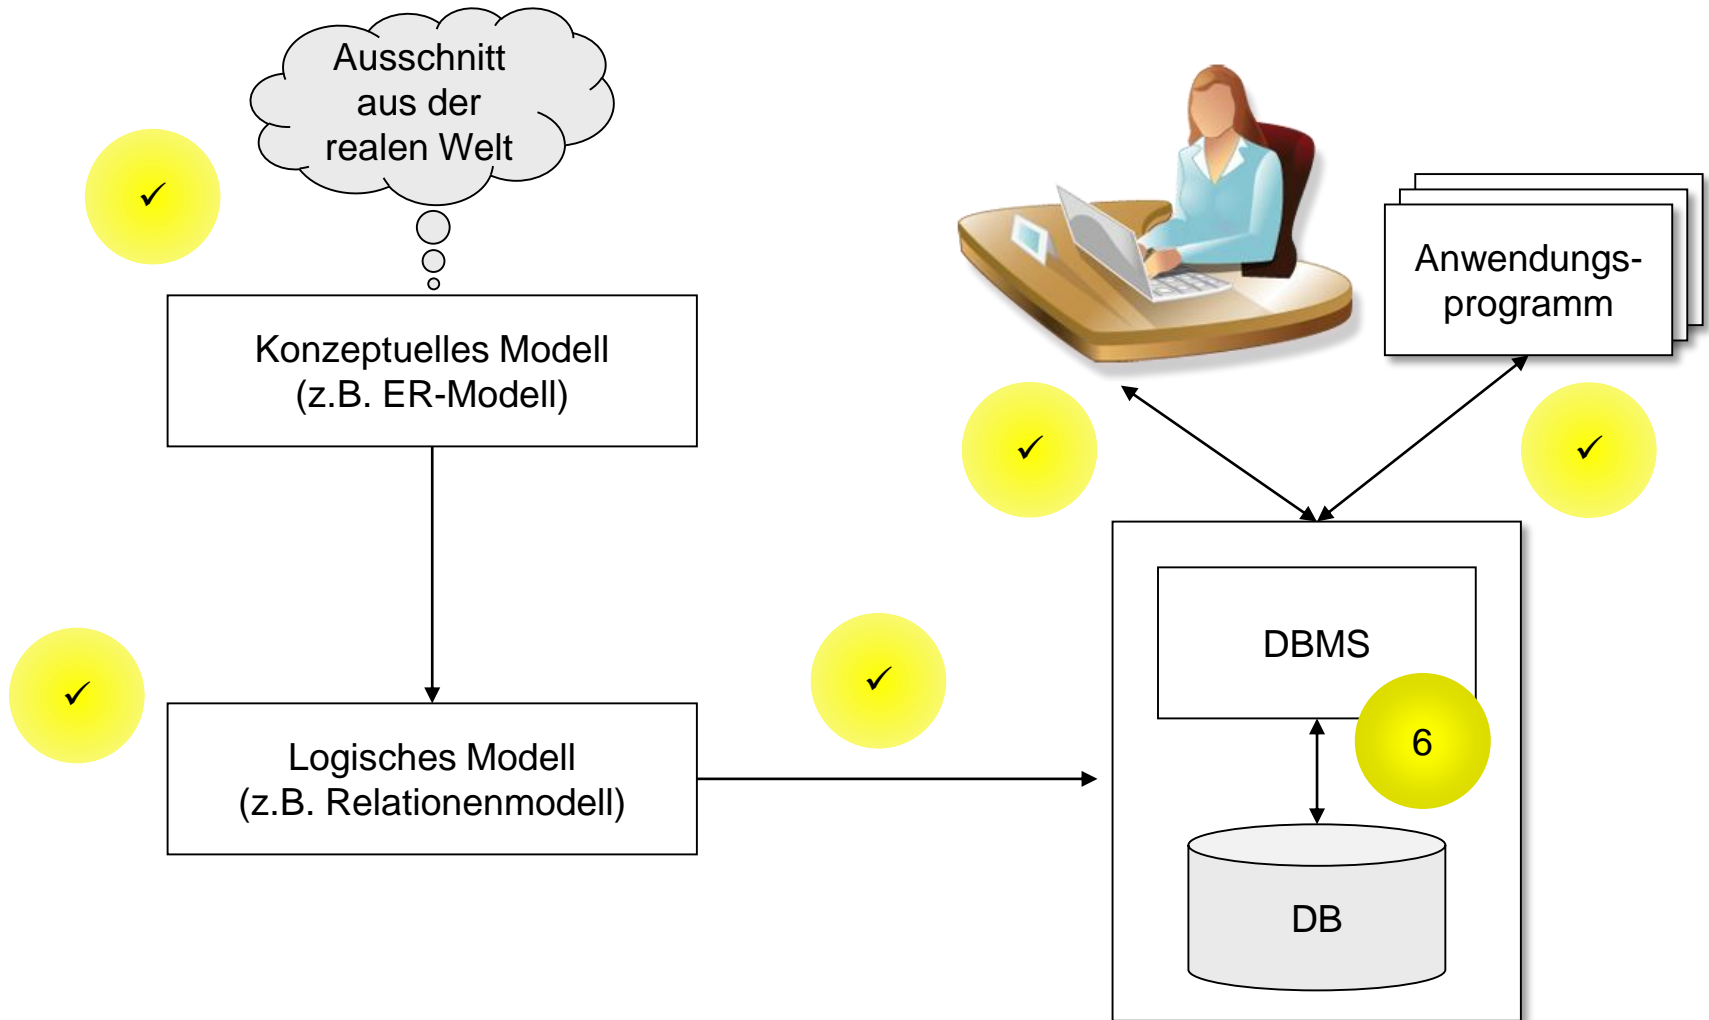 Ausschnitt
aus der
realen Welt
✓
Konzeptuelles Modell
(z.B. ER-Modell)
✓
Logisches Modell
(z.B. Relationenmodell)
✓
Anwendungs-
programm
✓
✓
DBMS
6
DB